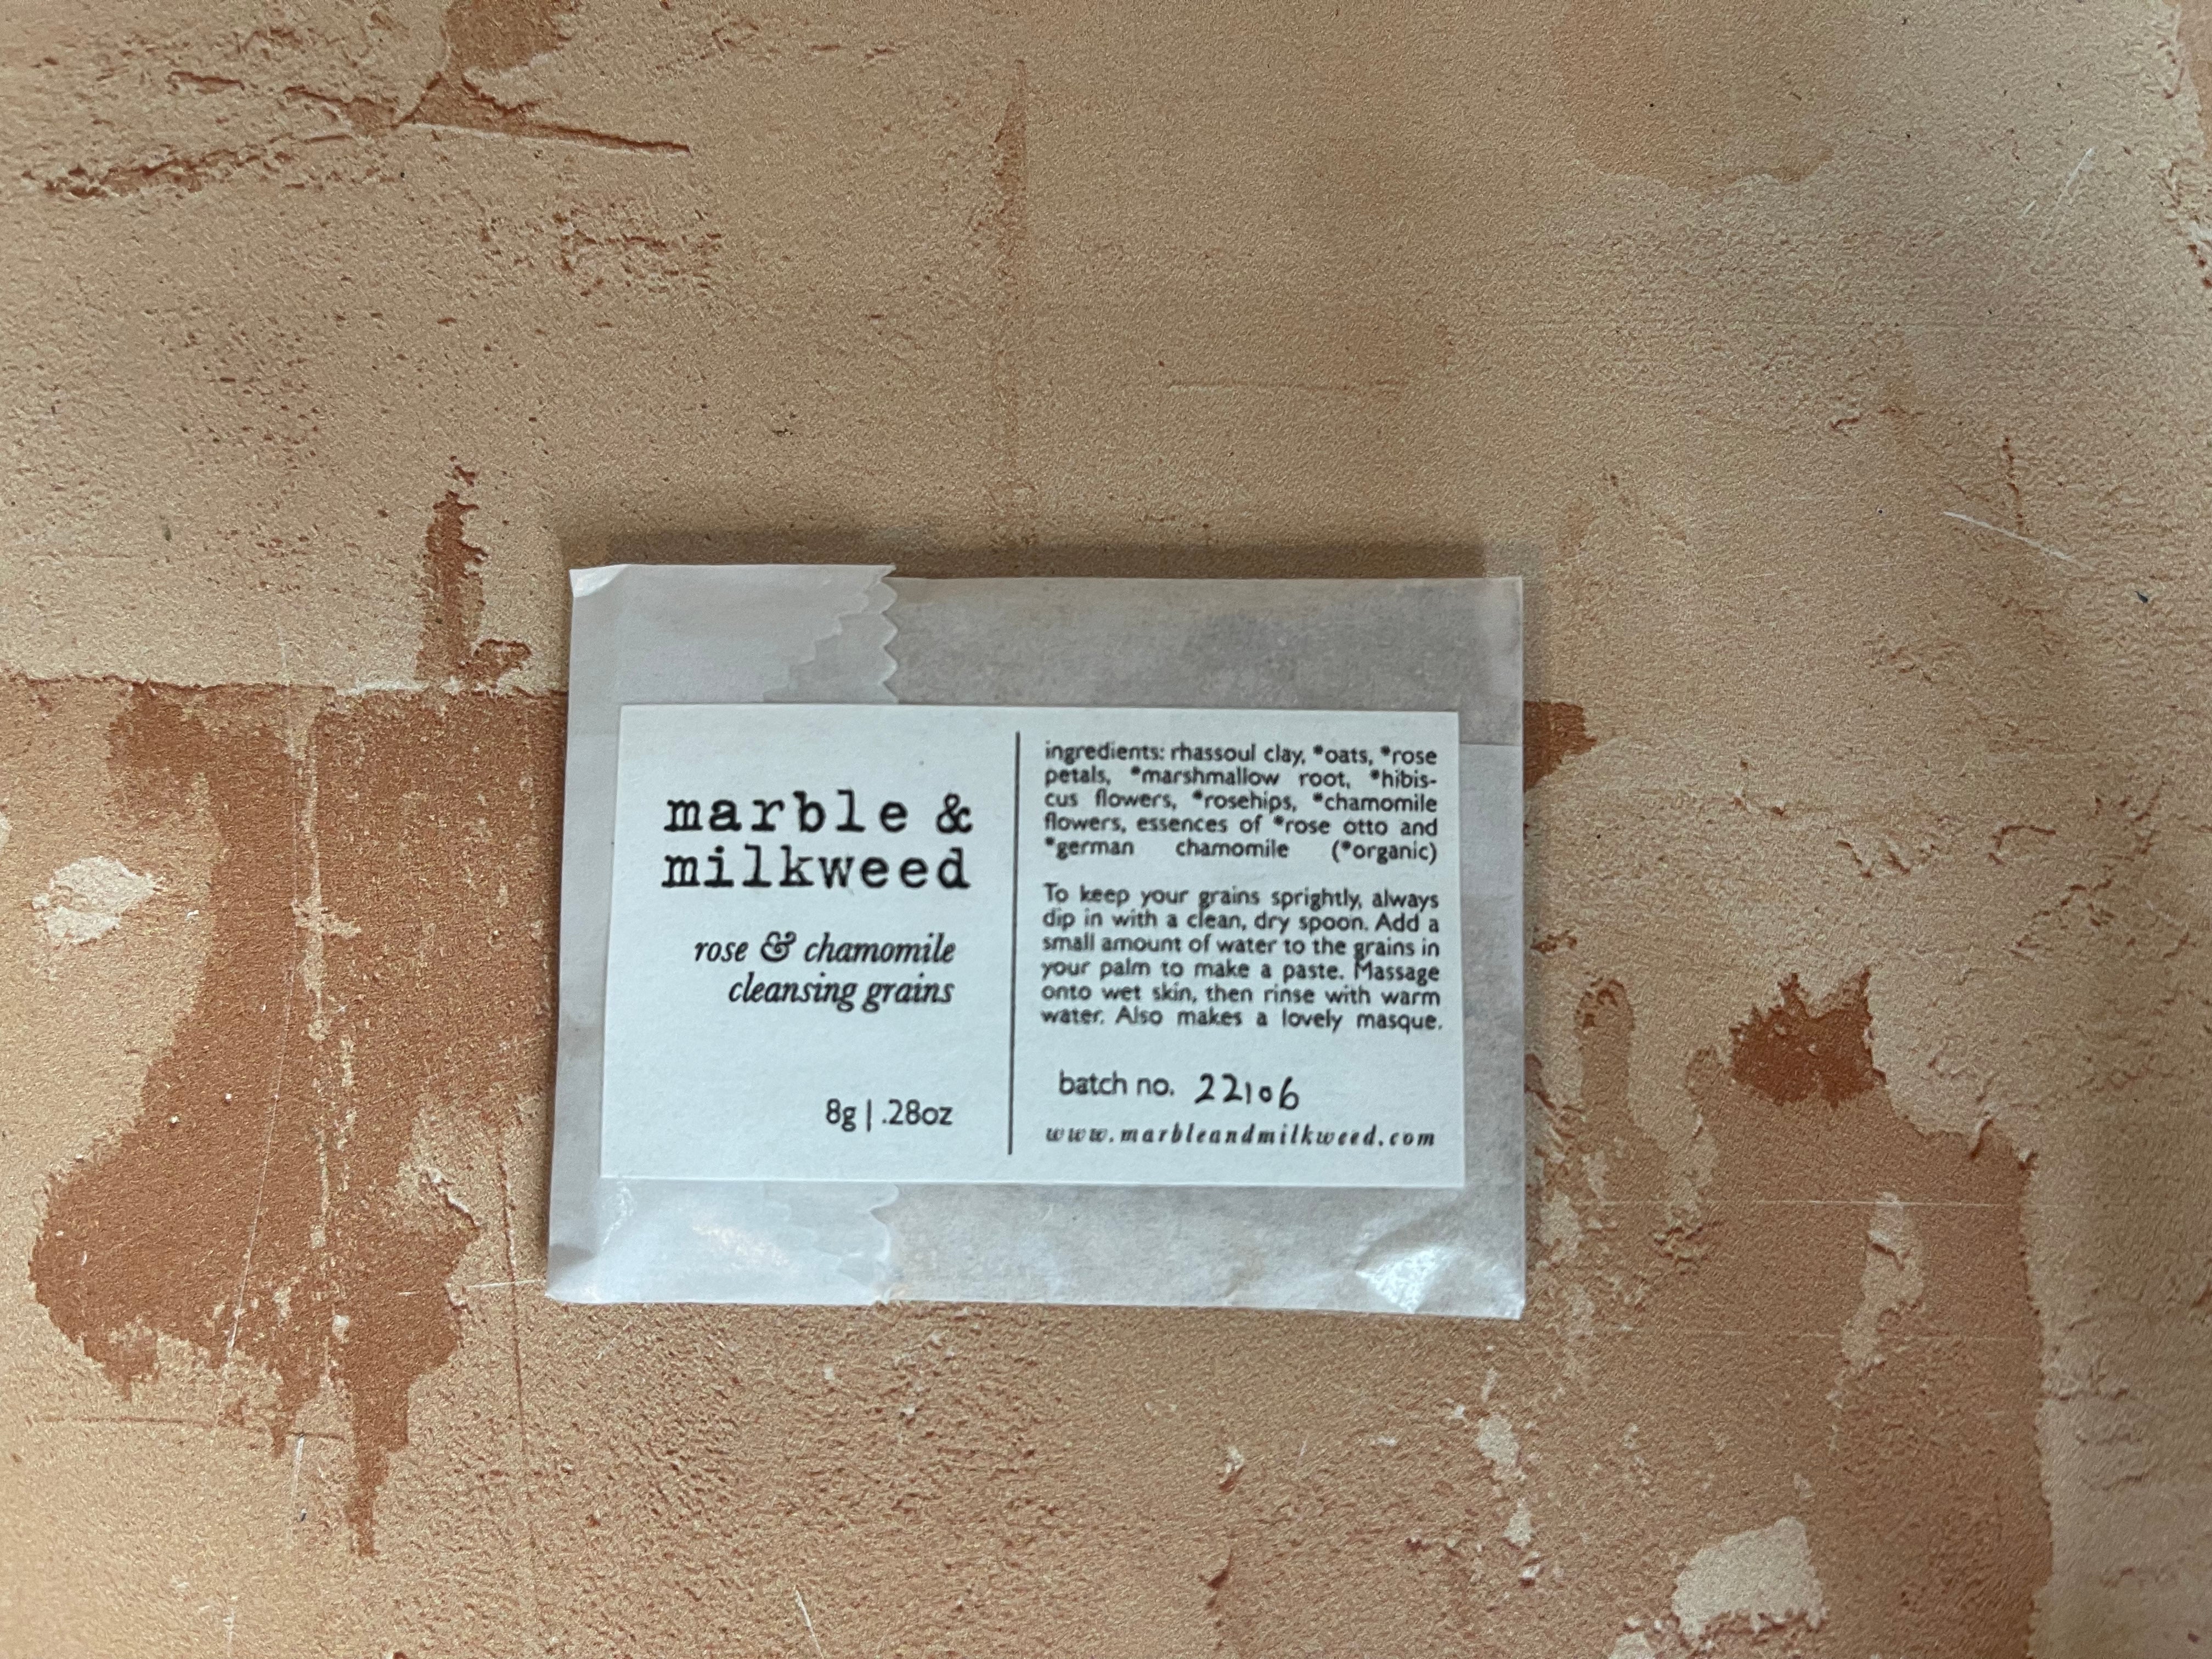 marble &
milkweed
rose & chamomile
cleansing grains
8g | .28oz
ingredients: rhassoul clay, *oats, *rose
petals, *marshmallow root, *hibis-
cus flowers, *rosehips, *chamomile
flowers, essences of *rose otto and
*german chamomile (*organic)
To keep your grains sprightly, always
dip in with a clean, dry spoon. Add a
small amount of water to the grains in
your palm to make a paste. Massage
onto wet skin, then rinse with warm
water. Also makes a lovely masque.
batch no. 22106
www.marbleandmilkweed.com